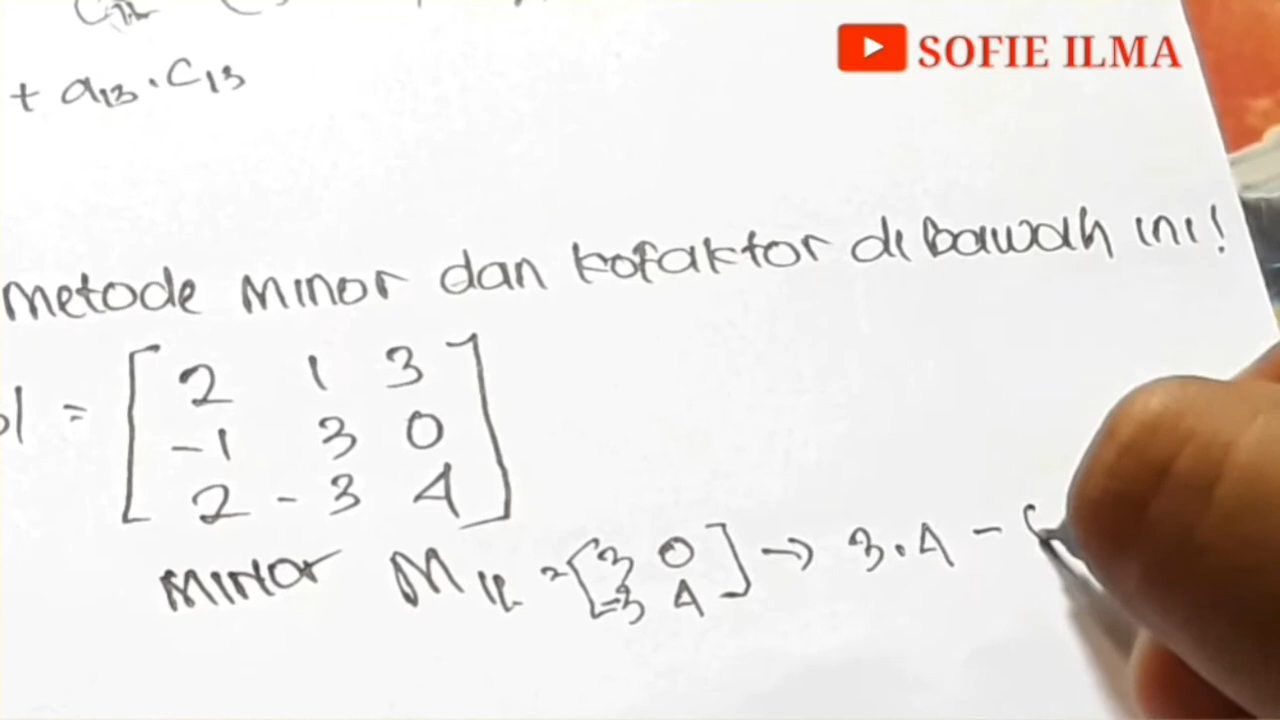 SOFIE ILMA
+ a13 . C13
metode minor dan kofaktor di bawah ini!
= [ 2 1 3
-1 3 0
2 -3 4 ]
Minor M = [ 3 0
-3 4 ] → 3.4 -